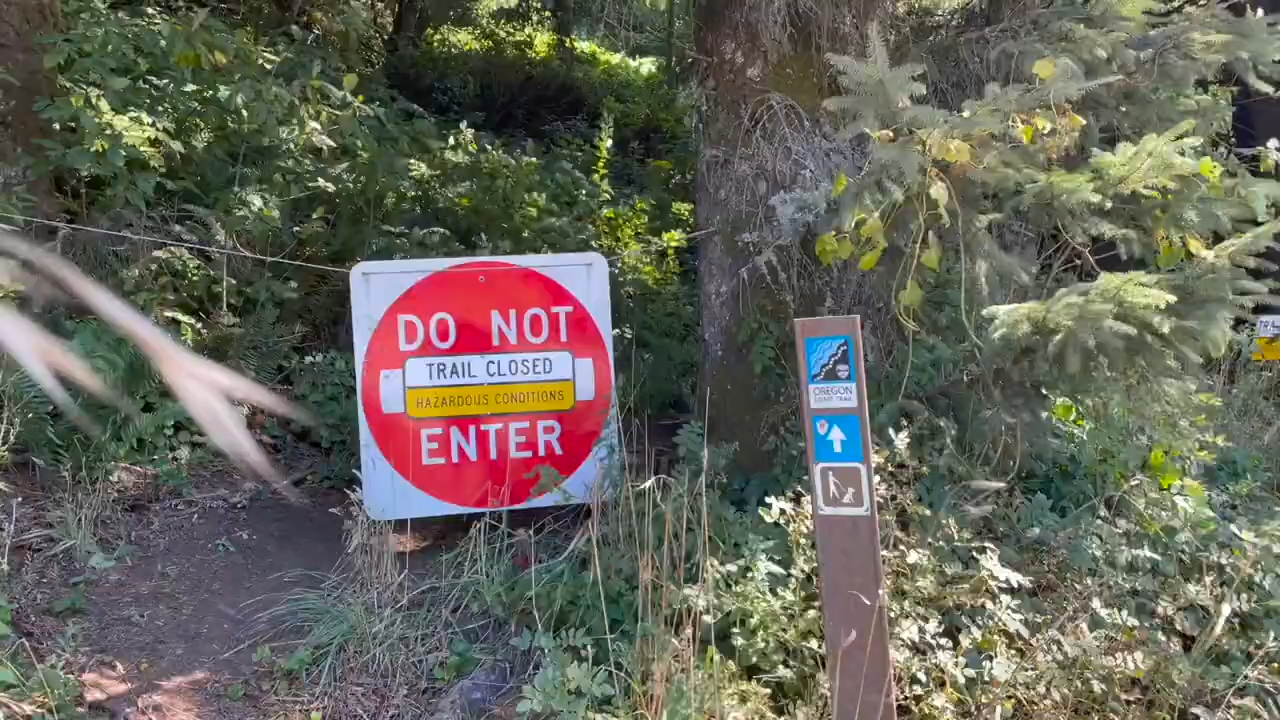 DO NOT
TRAIL CLOSED
HAZARDOUS CONDITIONS
ENTER
OREGON
COAST TRAIL